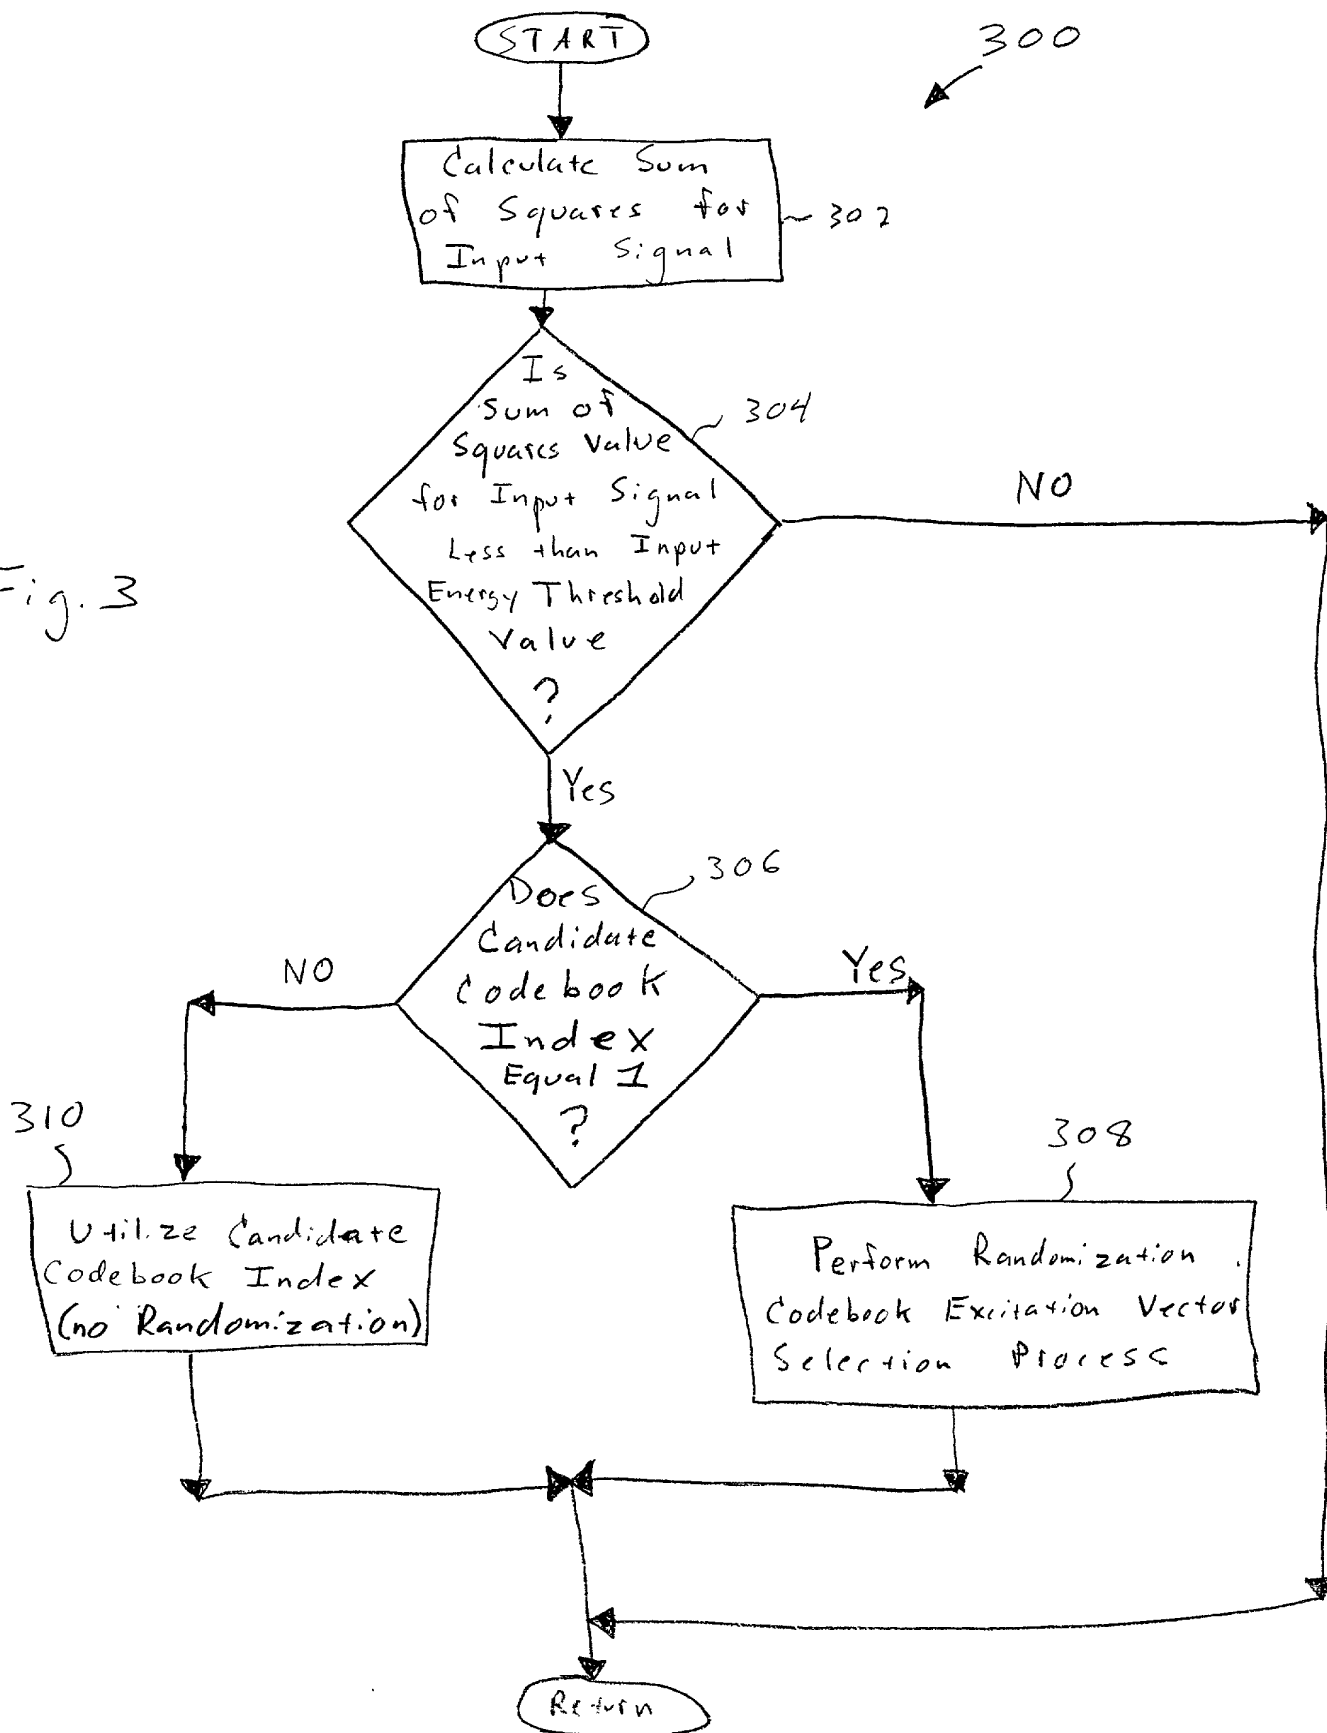 START
300
Calculate Sum
of Squares for
Input Signal
302
Is
Sum of
Squares Value
for Input Signal
Less than Input
Energy Threshold
Value
?
304
NO
Fig. 3
Yes
306
Does
Candidate
Codebook
Index
Equal 1
?
NO
Yes
310
308
Utilize Candidate
Codebook Index
(no Randomization)
Perform Randomization
Codebook Excitation Vector
Selection Process
Return